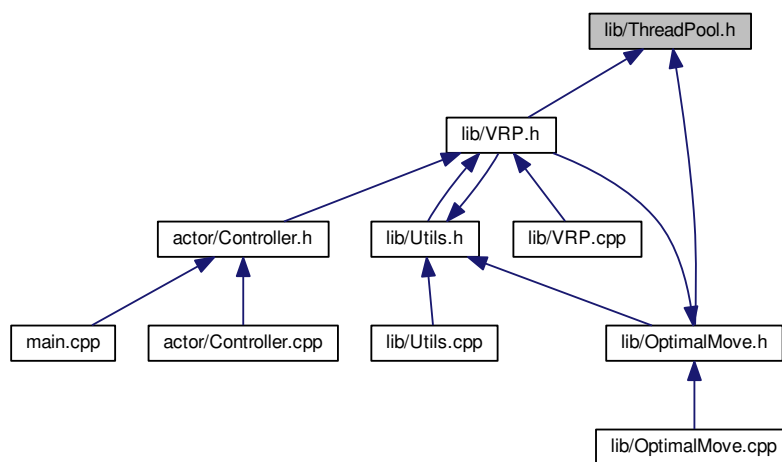 lib/ThreadPool.h
lib/VRP.h
actor/Controller.h
lib/Utils.h
lib/VRP.cpp
main.cpp
actor/Controller.cpp
lib/Utils.cpp
lib/OptimalMove.h
lib/OptimalMove.cpp